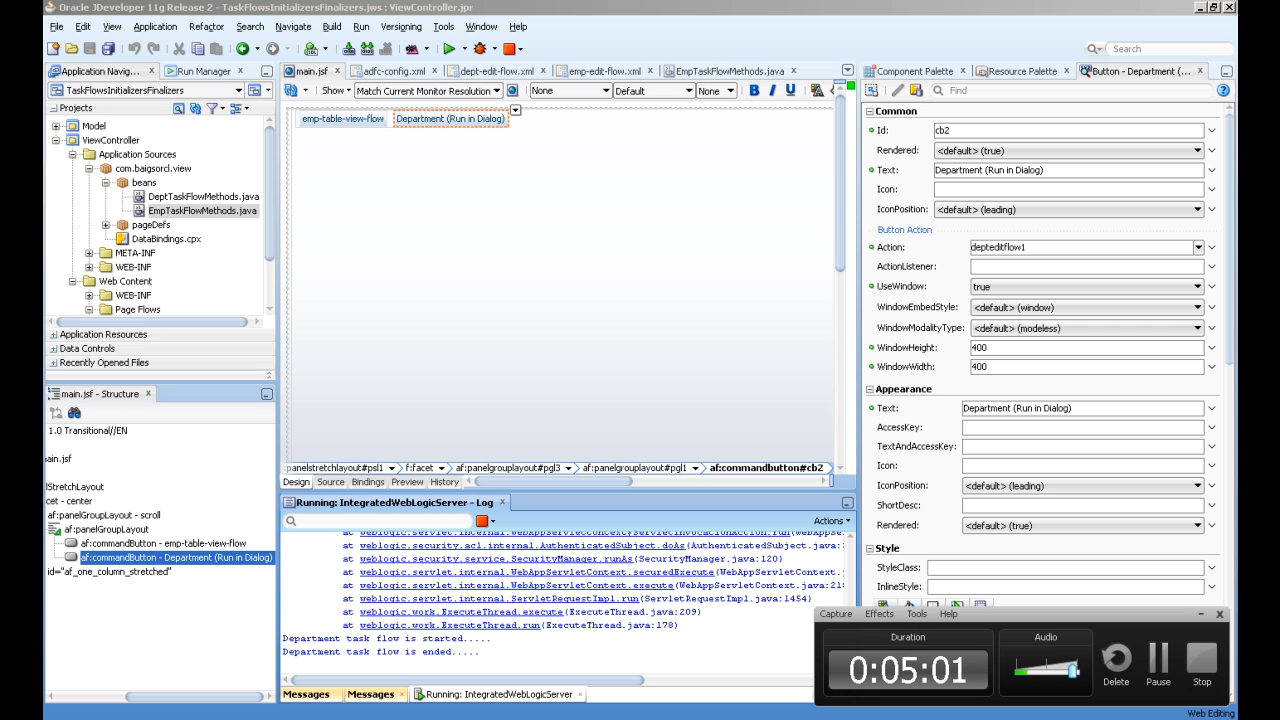 Oracle JDeveloper 11g Release 2 - TaskFlowsInitializersFinalizers.jws : ViewController.jpr
File Edit View Application Refactor Search Navigate Build Run Versioning Tools Window Help
Search
Application Navig...
Run Manager
TaskFlowsInitializersFinalizers
Projects
Model
ViewController
Application Sources
com.baigsorcl.view
beans
DeptTaskFlowMethods.java
EmpTaskFlowMethods.java
pageDefs
DataBindings.cpx
META-INF
WEB-INF
Web Content
WEB-INF
Page Flows
Application Resources
Data Controls
Recently Opened Files
main.jsf - Structure
1.0 Transitional//EN
ain.jsf
lStretchLayout
cet - center
af:panelGroupLayout - scroll
af:panelGroupLayout
af:commandButton - emp-table-view-flow
af:commandButton - Department (Run in Dialog)
id="af_one_column_stretched"
main.jsf adfc-config.xml dept-edit-flow.xml emp-edit-flow.xml EmpTaskFlowMethods.java
Show Match Current Monitor Resolution None Default None B I U
emp-table-view-flow Department (Run in Dialog)
:panelstretchlayout#psl1 f:facet af:panelgrouplayout#pgl3 af:panelgrouplayout#pgl1 af:commandbutton#cb2
Design Source Bindings Preview History
Running: IntegratedWebLogicServer - Log
Actions
at weblogic.servlet.internal.WebAppServletContext$ServletInvocationAction.run(WebAppS
at weblogic.security.acl.internal.AuthenticatedSubject.doAs(AuthenticatedSubject.java:
at weblogic.security.service.SecurityManager.runAs(SecurityManager.java:120)
at weblogic.servlet.internal.WebAppServletContext.securedExecute(WebAppServletContext.
at weblogic.servlet.internal.WebAppServletContext.execute(WebAppServletContext.java:21
at weblogic.servlet.internal.ServletRequestImpl.run(ServletRequestImpl.java:1454)
at weblogic.work.ExecuteThread.execute(ExecuteThread.java:209)
at weblogic.work.ExecuteThread.run(ExecuteThread.java:178)
Department task flow is started.....
Department task flow is ended.....
Messages Messages Running: IntegratedWebLogicServer
Component Palette Resource Palette Button - Department (...
Find
Common
Id: cb2
Rendered: <default> (true)
Text: Department (Run in Dialog)
Icon:
IconPosition: <default> (leading)
Button Action
Action: depteditflow1
ActionListener:
UseWindow: true
WindowEmbedStyle: <default> (window)
WindowModalityType: <default> (modeless)
WindowHeight: 400
WindowWidth: 400
Appearance
Text: Department (Run in Dialog)
AccessKey:
TextAndAccessKey:
Icon:
IconPosition: <default> (leading)
ShortDesc:
Rendered: <default> (true)
Style
StyleClass:
InlineStyle:
Capture Effects Tools Help
Duration
0:05:01
Audio
Delete Pause Stop
Web Editing